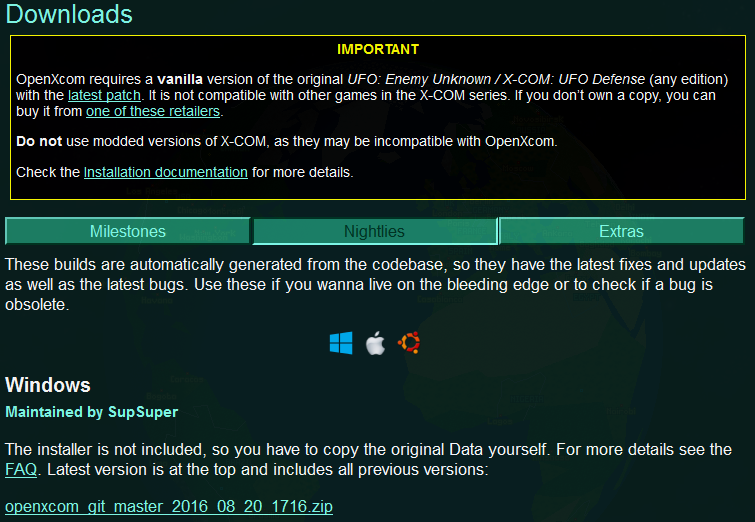 Downloads
IMPORTANT
OpenXcom requires a vanilla version of the original UFO: Enemy Unknown / X-COM: UFO Defense (any edition)
with the latest patch. It is not compatible with other games in the X-COM series. If you don't own a copy, you can
buy it from one of these retailers.
Do not use modded versions of X-COM, as they may be incompatible with OpenXcom.
Check the Installation documentation for more details.
Milestones
Nightlies
Extras
These builds are automatically generated from the codebase, so they have the latest fixes and updates
as well as the latest bugs. Use these if you wanna live on the bleeding edge or to check if a bug is
obsolete.
Windows
Maintained by SupSuper
The installer is not included, so you have to copy the original Data yourself. For more details see the
FAQ. Latest version is at the top and includes all previous versions:
openxcom_git_master_2016_08_20_1716.zip